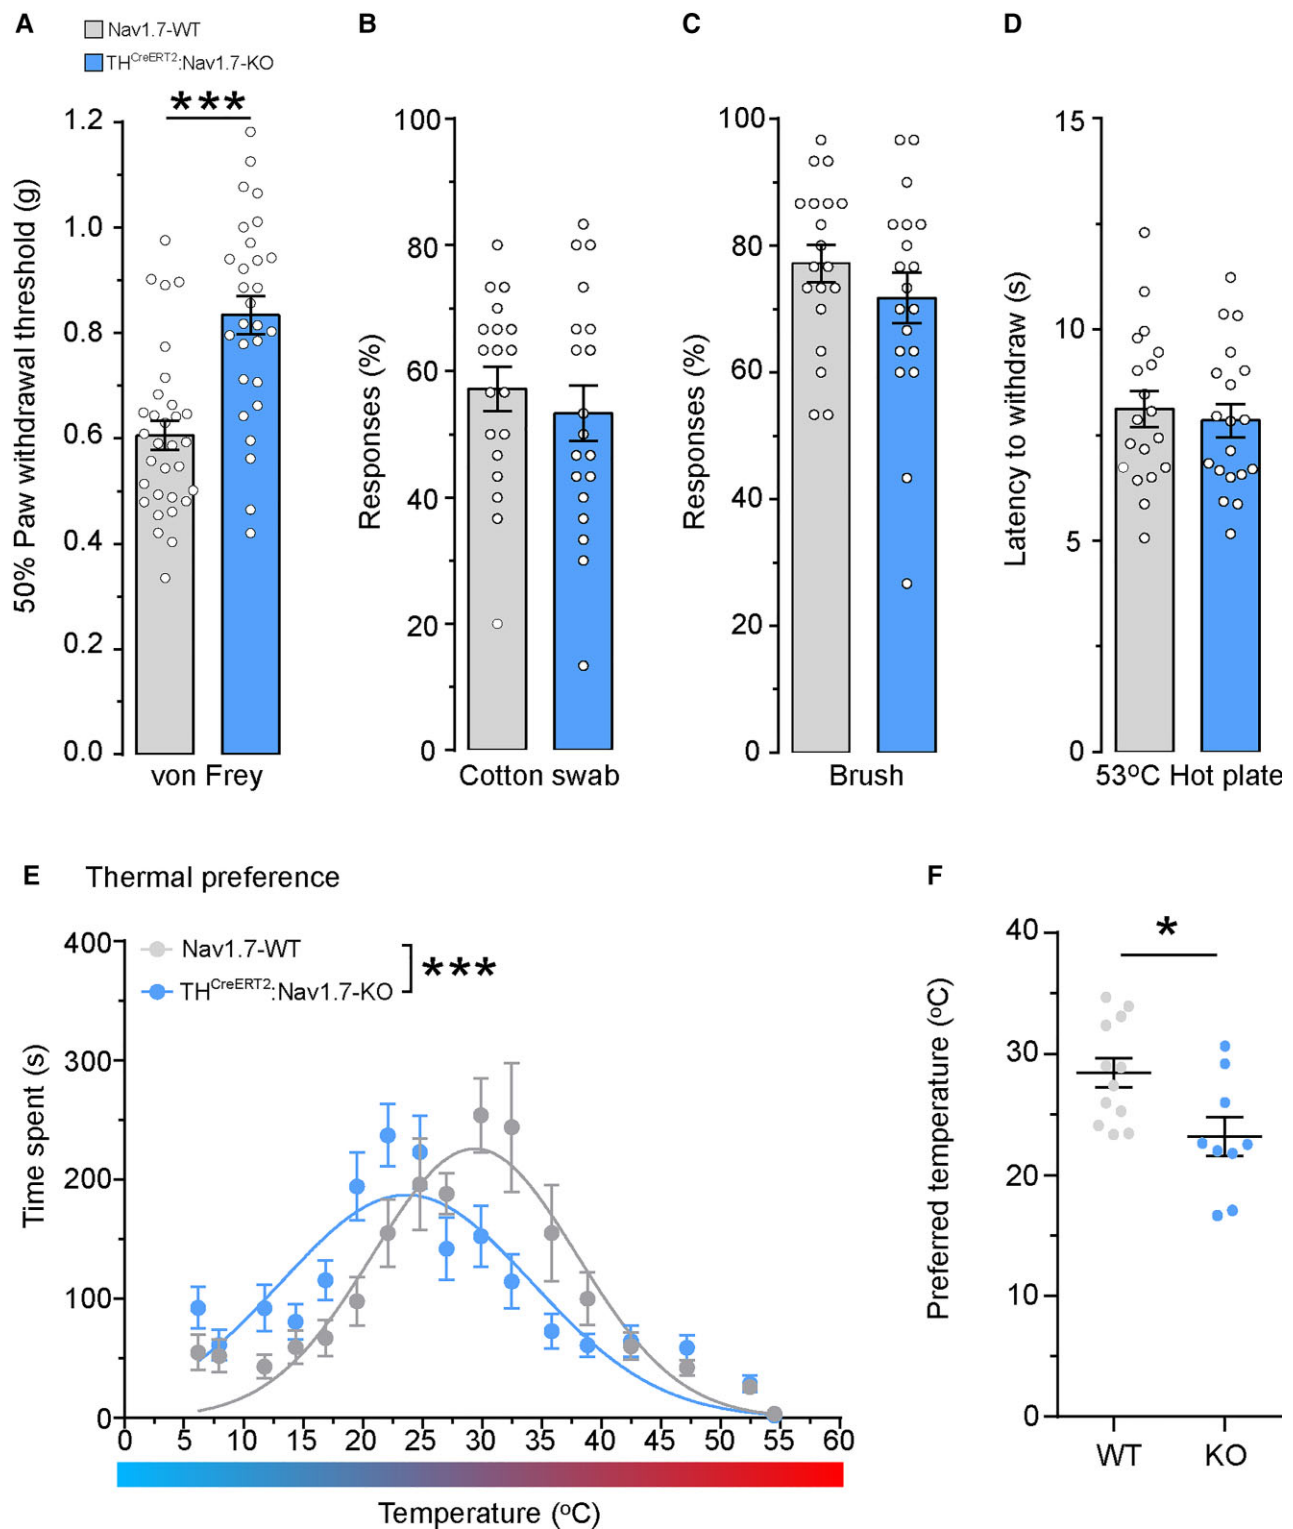 A
Nav1.7-WT
TH^CreERT2:Nav1.7-KO
***
50% Paw withdrawal threshold (g)
1.2
1.0
0.8
0.6
0.4
0.2
0.0
von Frey
B
Responses (%)
100
80
60
40
20
0
Cotton swab
C
Responses (%)
100
80
60
40
20
0
Brush
D
Latency to withdraw (s)
15
10
5
0
53°C Hot plate
E Thermal preference
Nav1.7-WT
TH^CreERT2:Nav1.7-KO
***
Time spent (s)
400
300
200
100
0
0 5 10 15 20 25 30 35 40 45 50 55 60
Temperature (°C)
F
*
Preferred temperature (°C)
40
30
20
10
0
WT KO